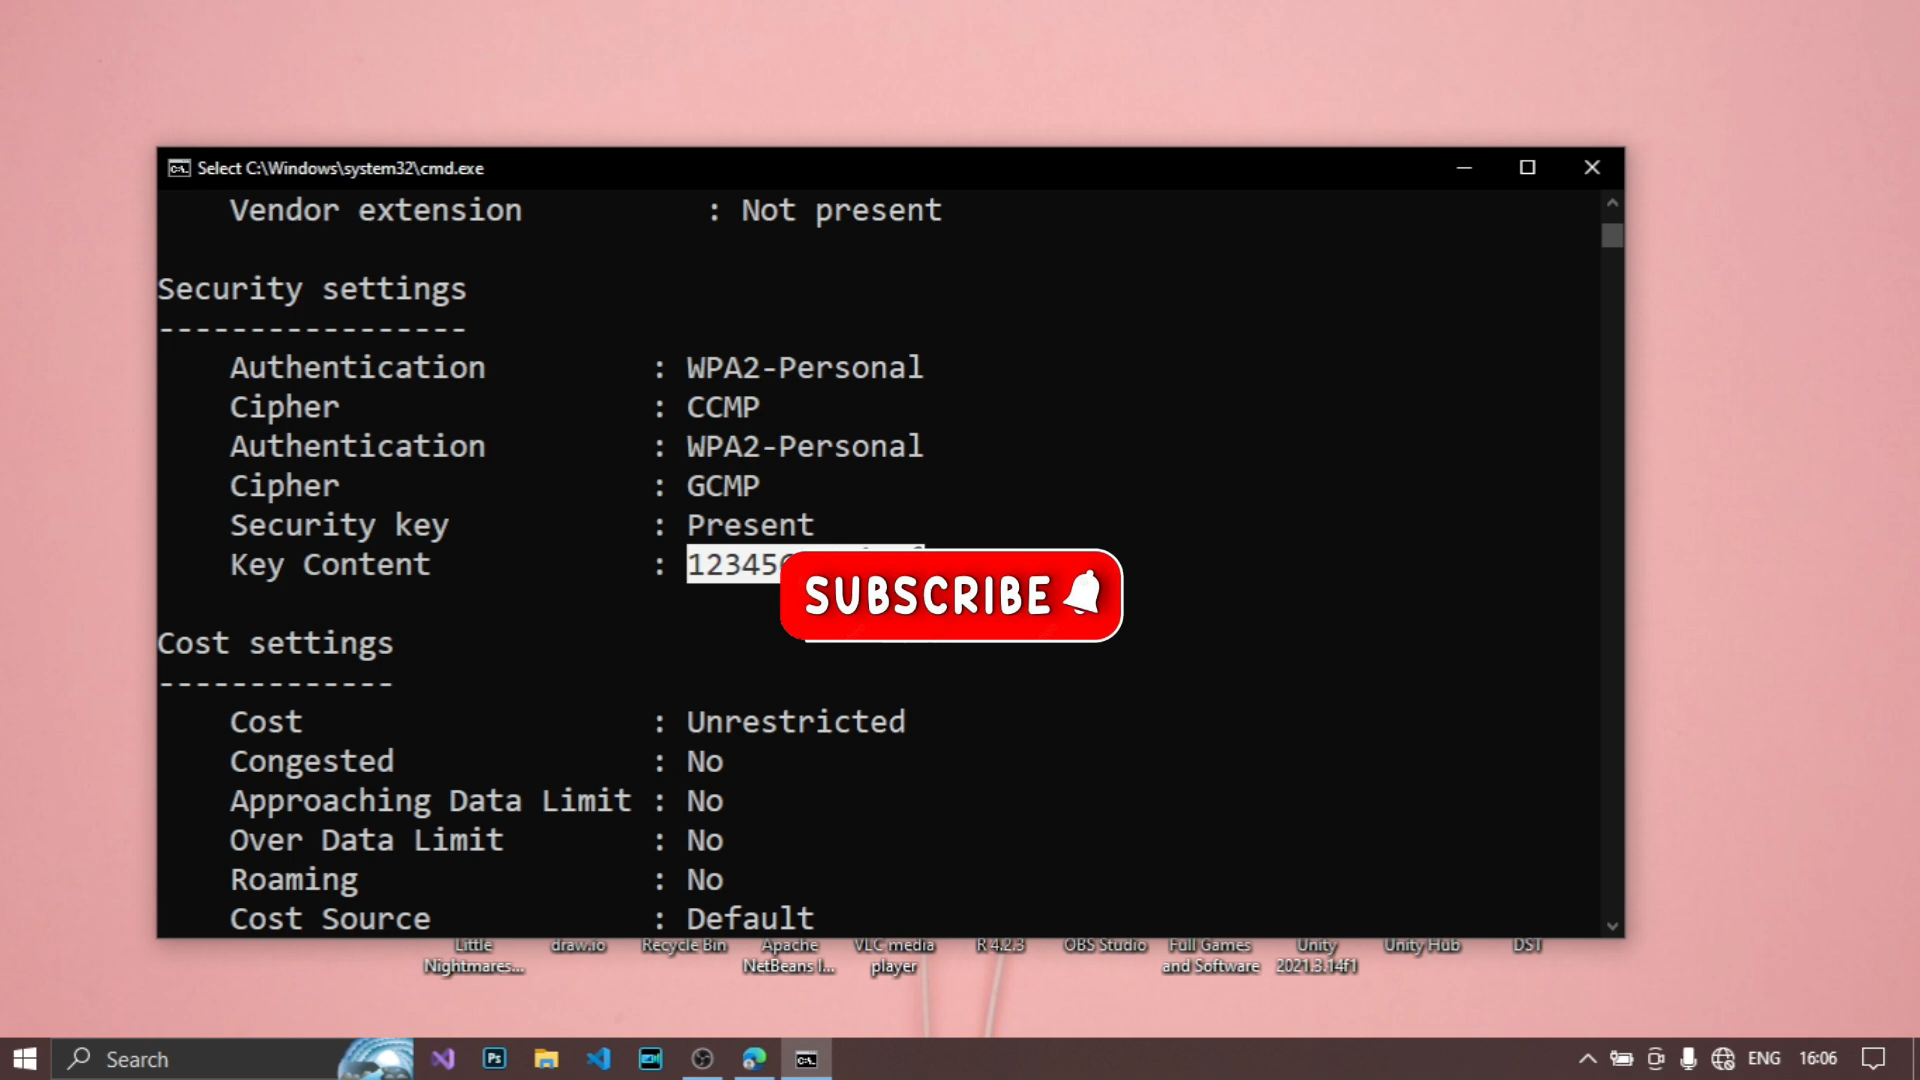 Select C:\Windows\system32\cmd.exe
Vendor extension : Not present
Security settings
-----------------
Authentication : WPA2-Personal
Cipher : CCMP
Authentication : WPA2-Personal
Cipher : GCMP
Security key : Present
Key Content : 12345
SUBSCRIBE
Cost settings
-------------
Cost : Unrestricted
Congested : No
Approaching Data Limit : No
Over Data Limit : No
Roaming : No
Cost Source : Default
Little Nightmares...
draw.io
Recycle Bin
Apache NetBeans I...
VLC media player
R 4.2.3
OBS Studio
Full Games and Software
Unity 2021.3.14f1
Unity Hub
DST
Search
Ps
ENG
16:06